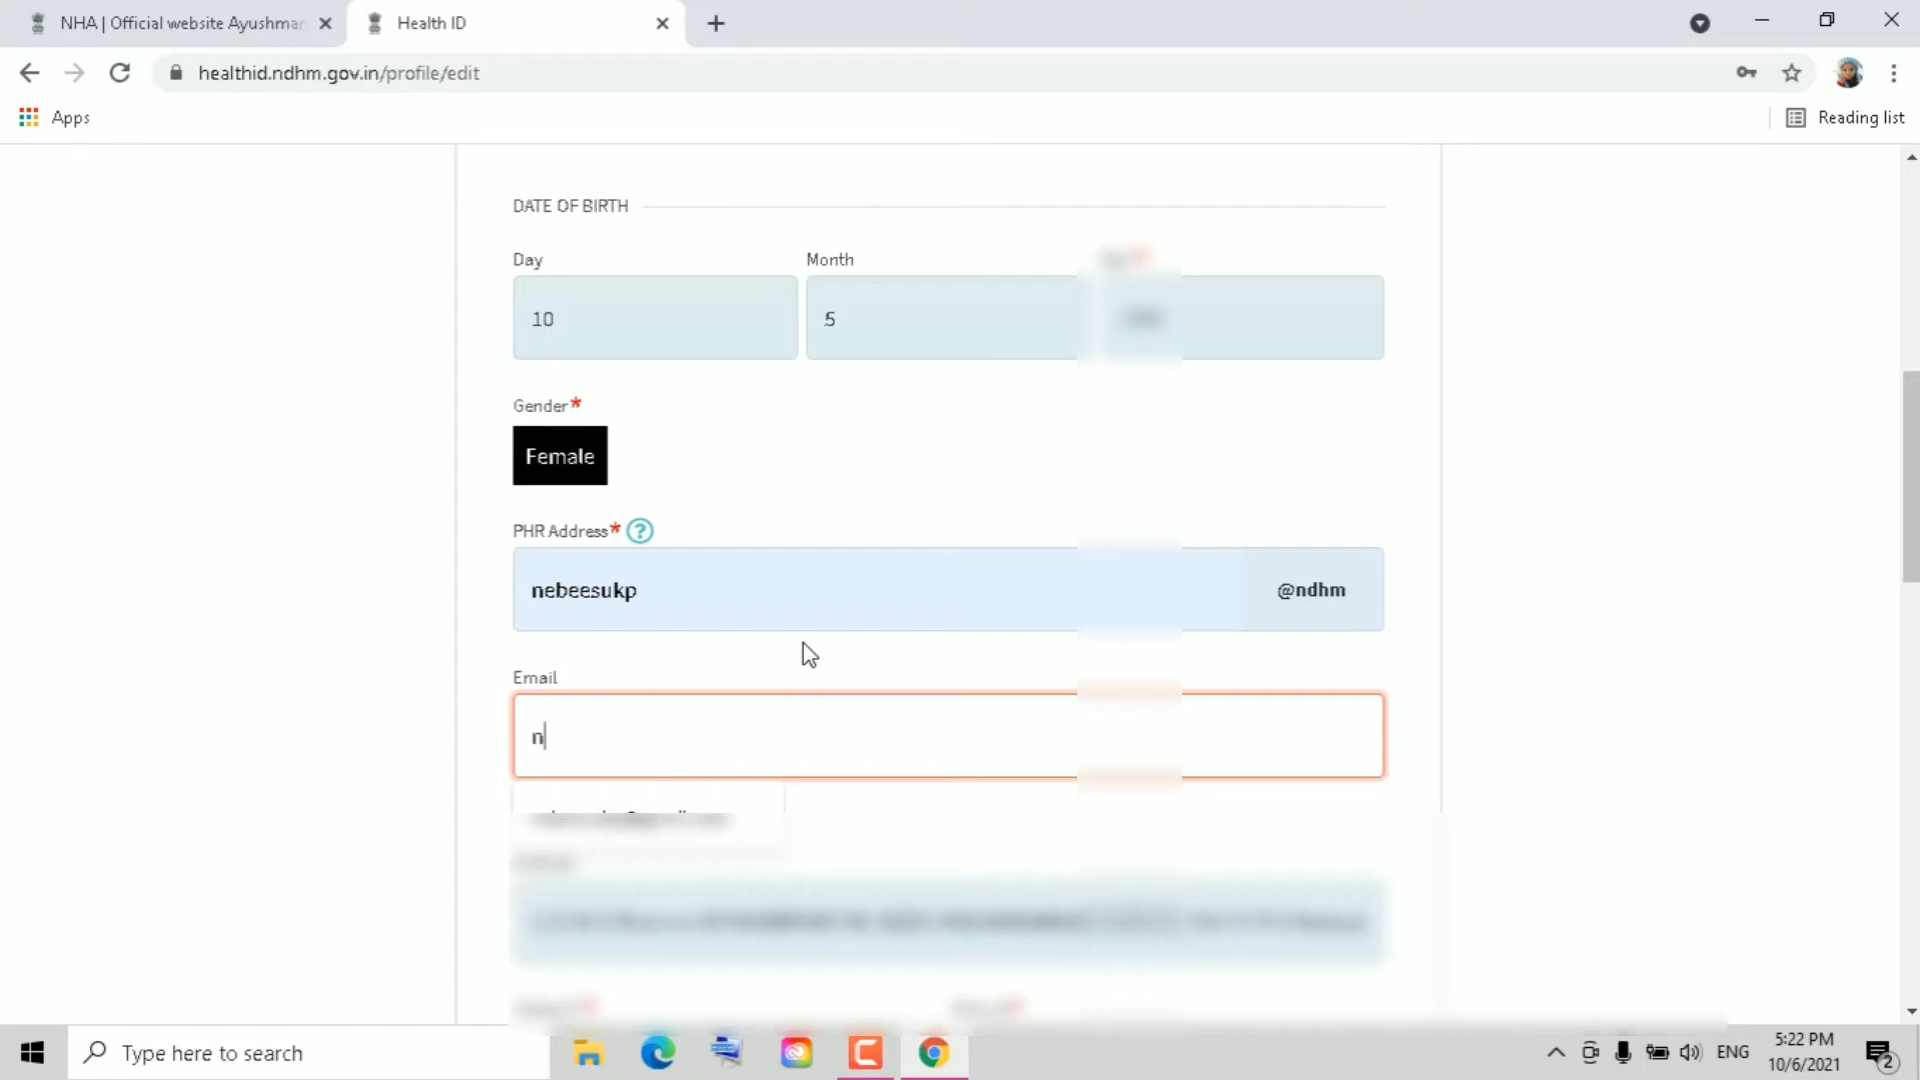 NHA | Official website Ayushman
Health ID
healthid.ndhm.gov.in/profile/edit
Apps
Reading list
DATE OF BIRTH
Day
Month
10
5
Gender*
Female
PHR Address* ?
nebeesukp
@ndhm
Email
n
Type here to search
ENG
5:22 PM
10/6/2021
2